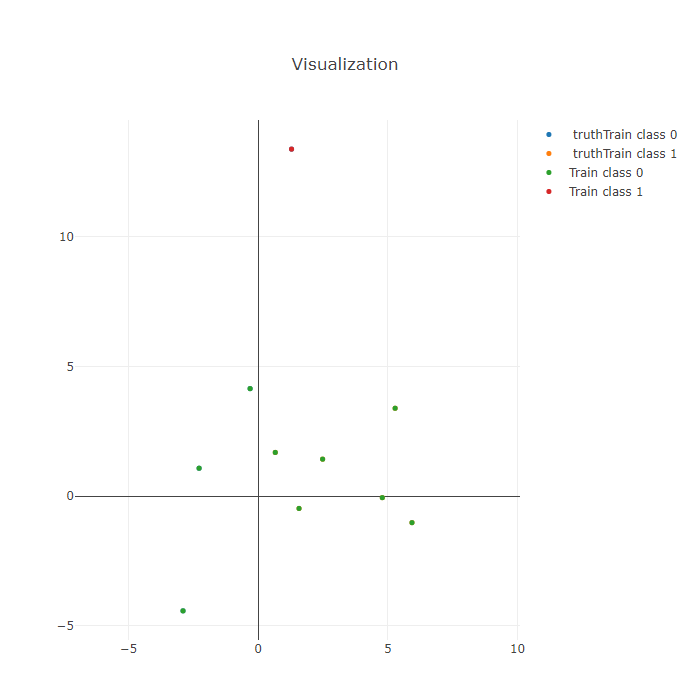 Visualization
truthTrain class 0
truthTrain class 1
Train class 0
Train class 1
10
5
0
−5
−5
0
5
10